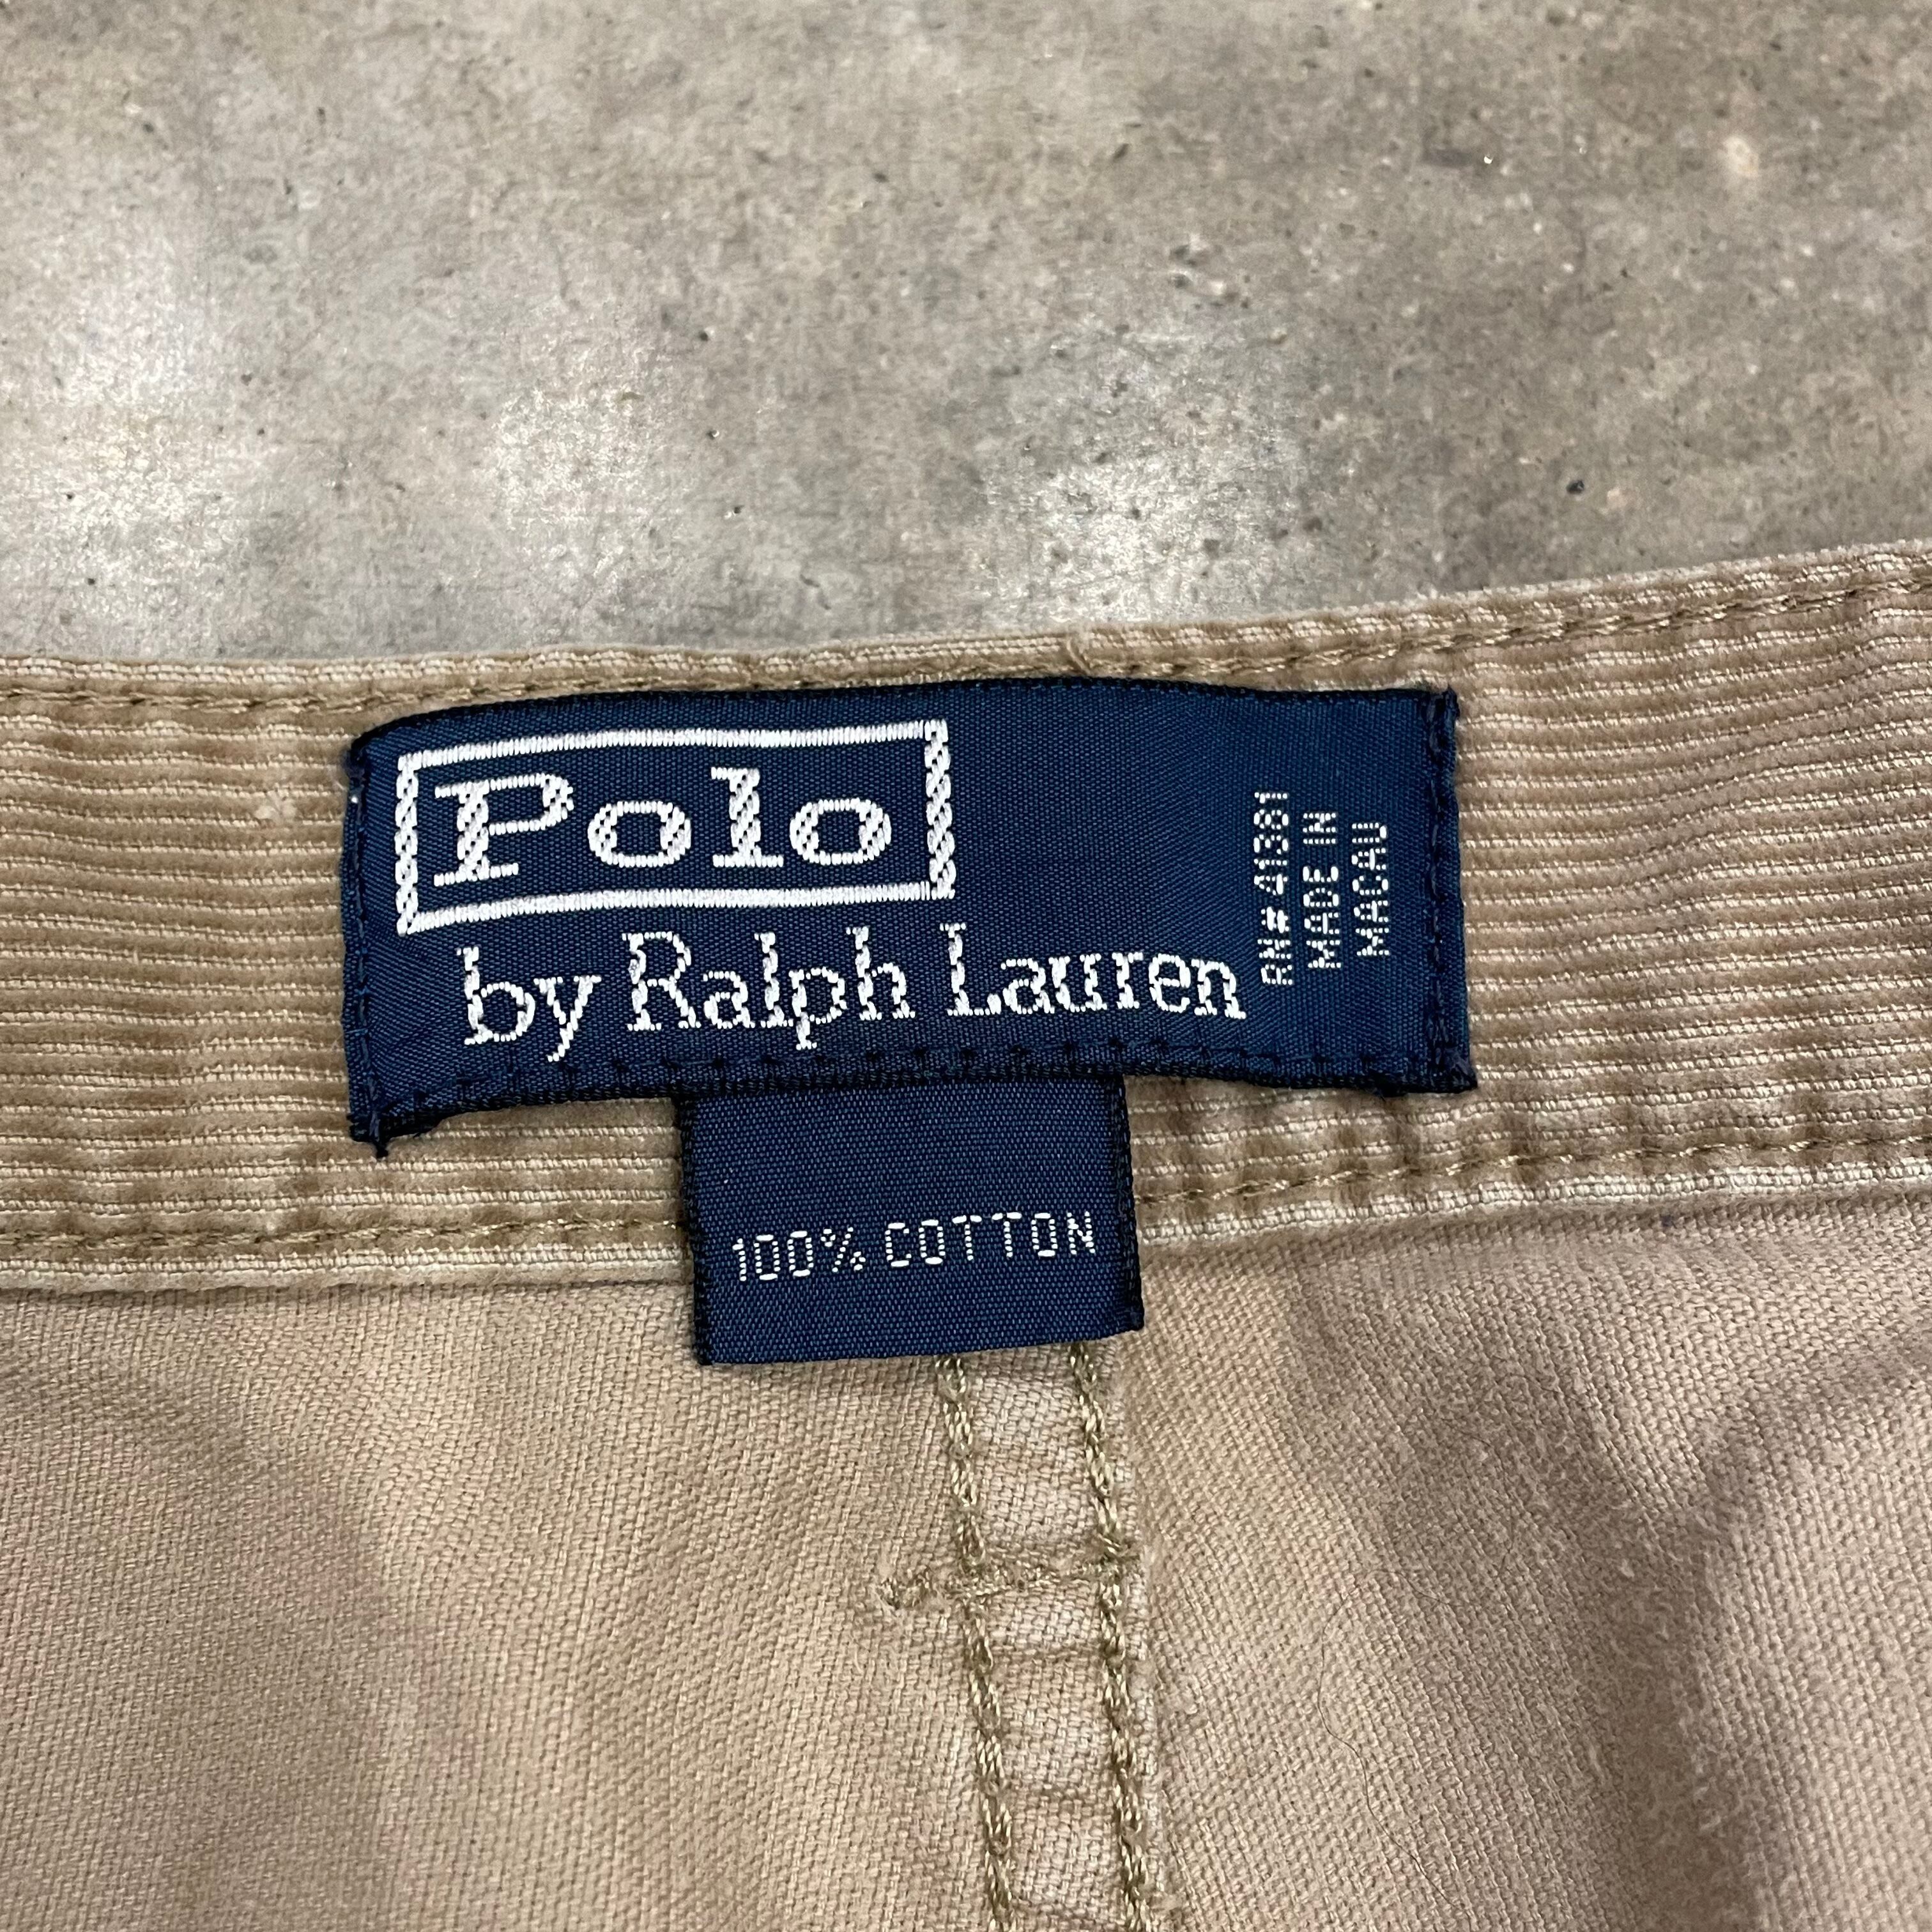 Polo
by Ralph Lauren
RN# 41381
MADE IN
MACAU
100% COTTON